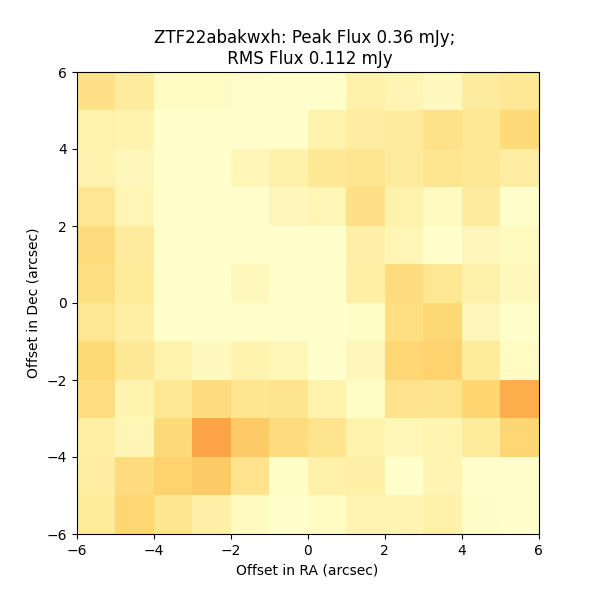 ZTF22abakwxh: Peak Flux 0.36 mJy;
RMS Flux 0.112 mJy
6
4
2
0
−2
−4
−6
Offset in Dec (arcsec)
−6 −4 −2 0 2 4 6
Offset in RA (arcsec)